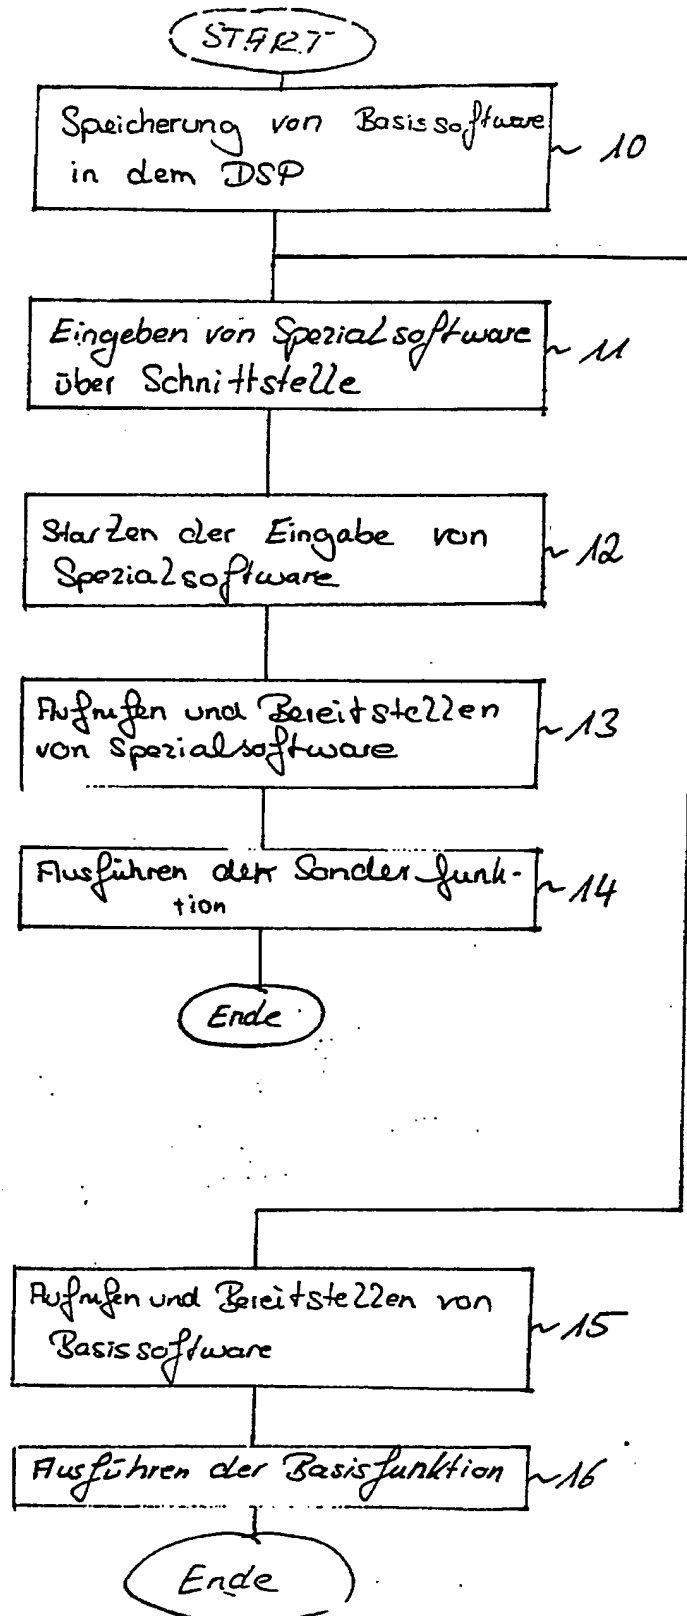 START
Speicherung von Basissoftware
in dem DSP
10
Eingeben von Spezialsoftware
über Schnittstelle
11
Starten der Eingabe von
Spezialsoftware
12
Aufrufen und Bereitstellen
von Spezialsoftware
13
Ausführen der Sonderfunk-
tion
14
Ende
Aufrufen und Bereitstellen von
Basissoftware
15
Ausführen der Basisfunktion
16
Ende